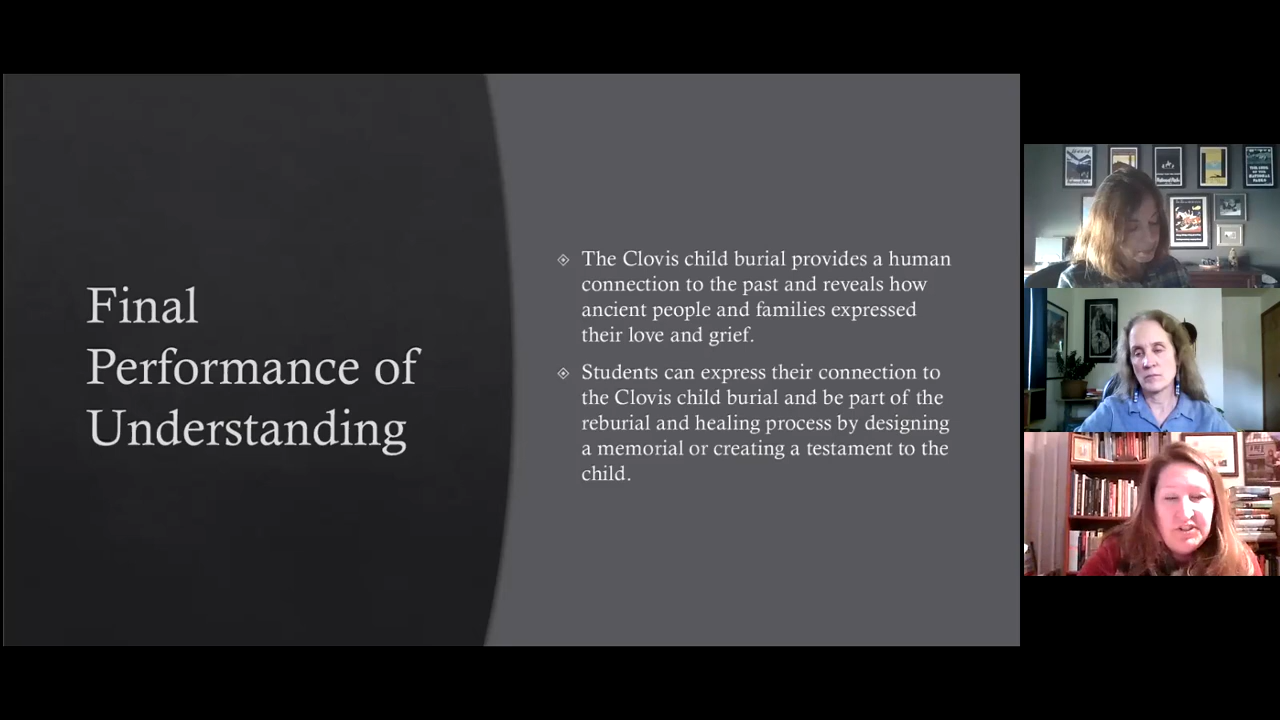 Final
Performance of
Understanding
The Clovis child burial provides a human
connection to the past and reveals how
ancient people and families expressed
their love and grief.
Students can express their connection to
the Clovis child burial and be part of the
reburial and healing process by designing
a memorial or creating a testament to the
child.